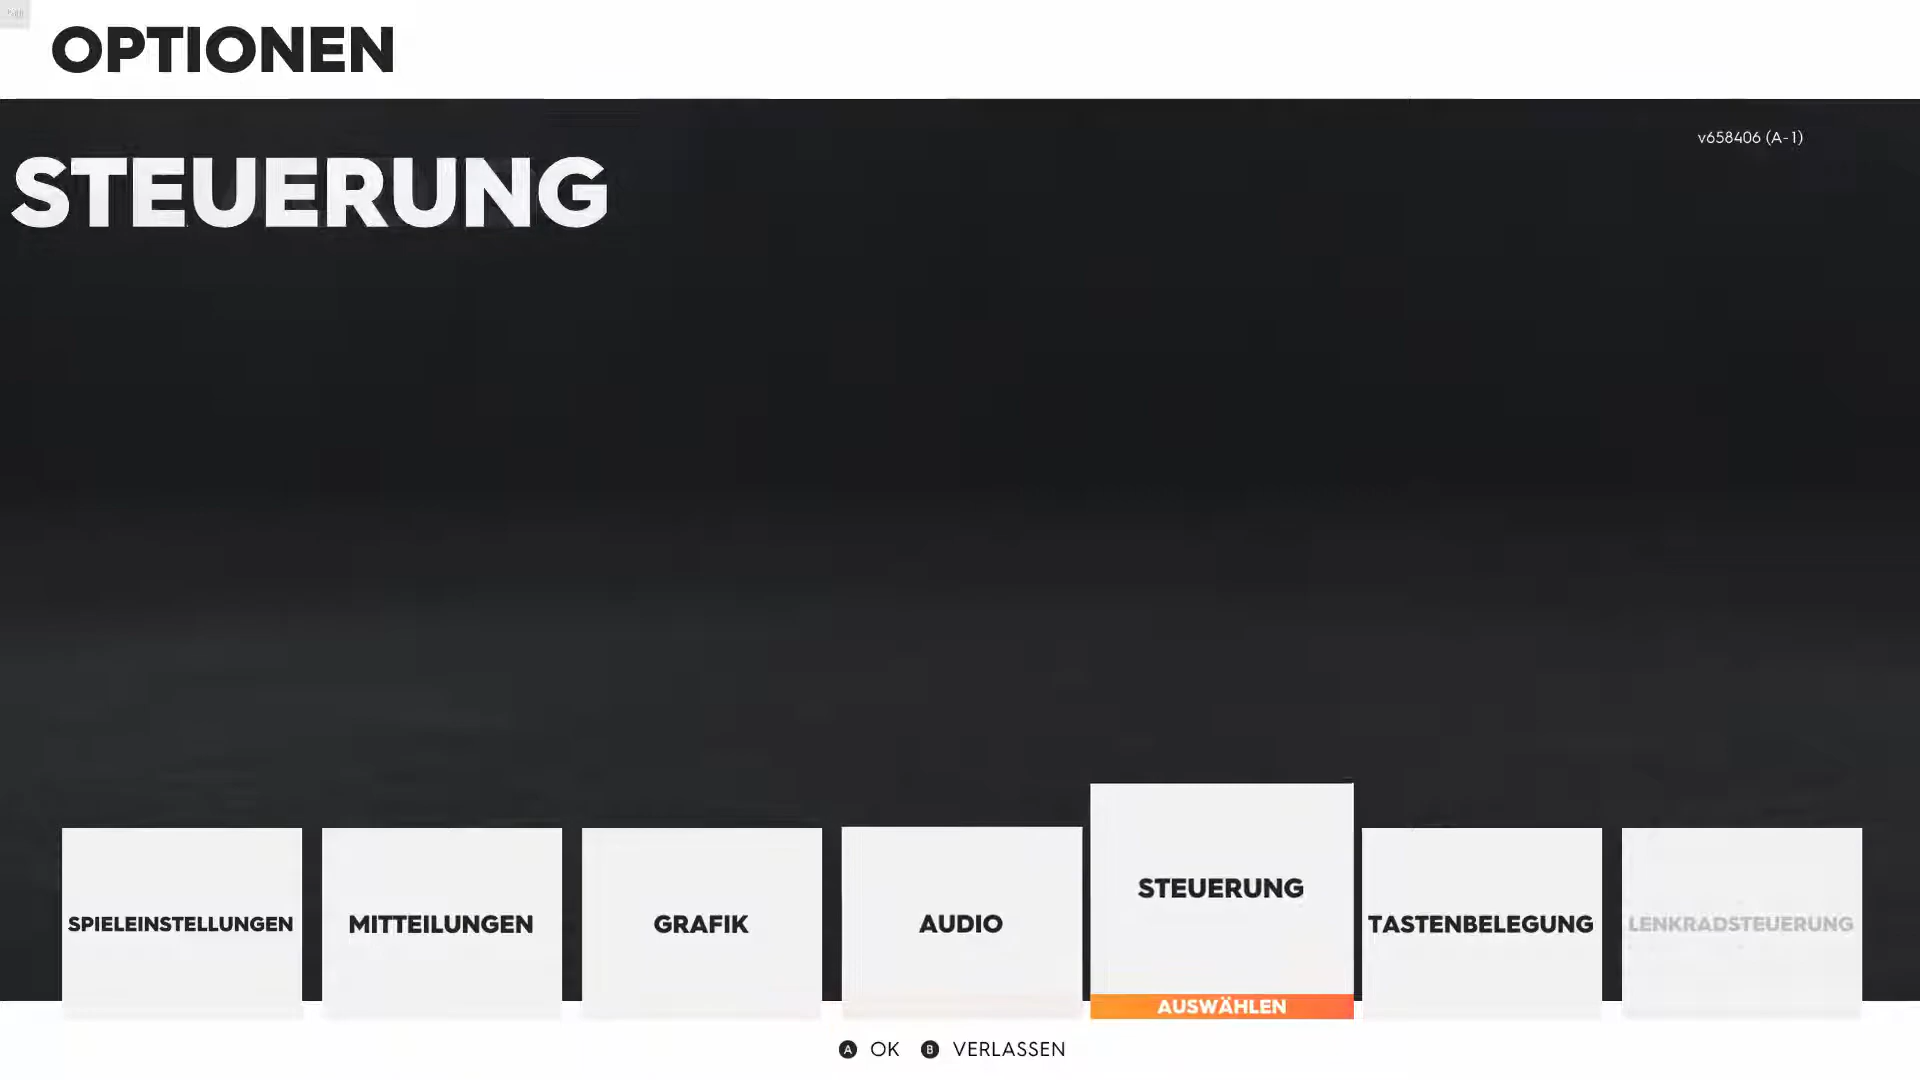 OPTIONEN
v658406 (A-1)
STEUERUNG
SPIELEINSTELLUNGEN
MITTEILUNGEN
GRAFIK
AUDIO
STEUERUNG
AUSWÄHLEN
TASTENBELEGUNG
LENKRADSTEUERUNG
A OK B VERLASSEN